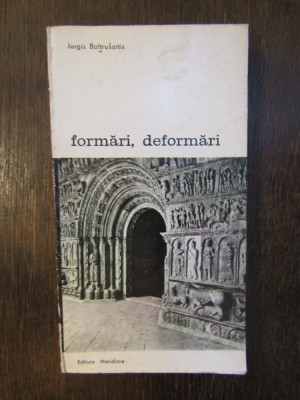 Jurgis Baltrušaitis
formări, deformări
Editura Meridiane